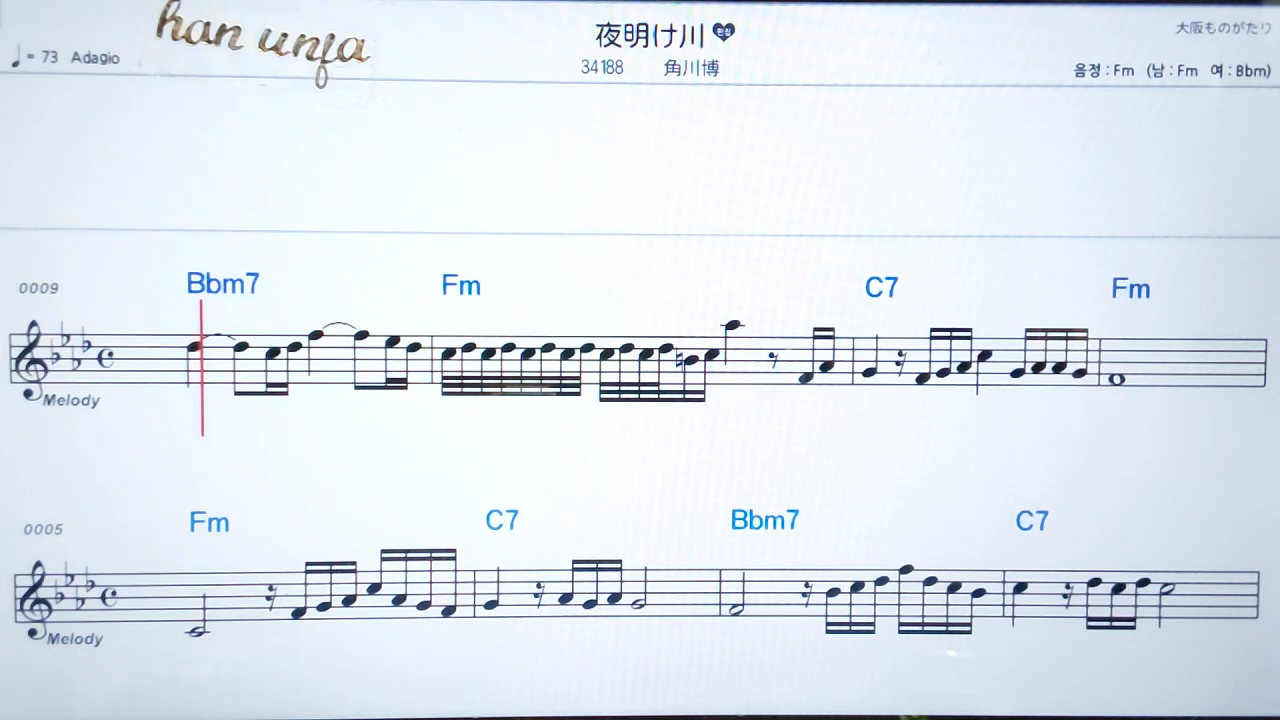 han unja
夜明け川 편집
大阪ものがたり
♩= 73 Adagio
34188 角川博
음정 : Fm (남 : Fm 여 : Bbm)
0009 Bbm7 Fm C7 Fm
Melody
0005 Fm C7 Bbm7 C7
Melody